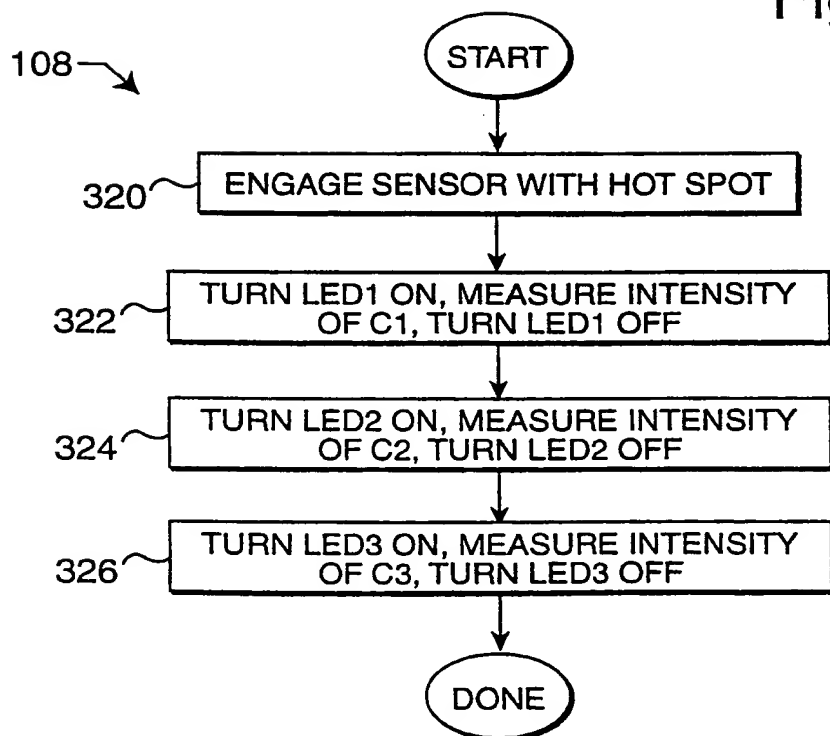 Fig
START
108
ENGAGE SENSOR WITH HOT SPOT
320
TURN LED1 ON, MEASURE INTENSITY
OF C1, TURN LED1 OFF
322
TURN LED2 ON, MEASURE INTENSITY
OF C2, TURN LED2 OFF
324
TURN LED3 ON, MEASURE INTENSITY
OF C3, TURN LED3 OFF
326
DONE